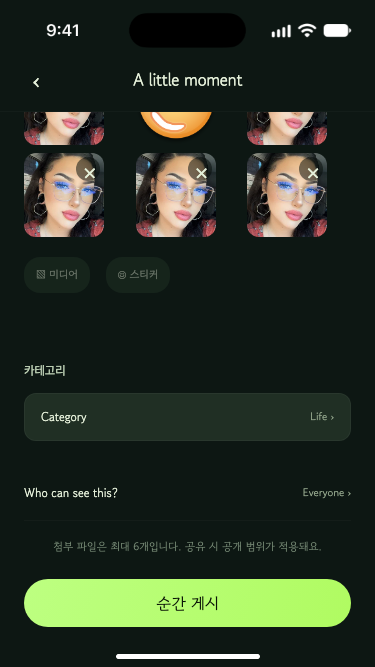 9:41
A little moment
미디어
스티커
카테고리
Category
Life ›
Who can see this?
Everyone ›
첨부 파일은 최대 6개입니다. 공유 시 공개 범위가 적용돼요.
순간 게시